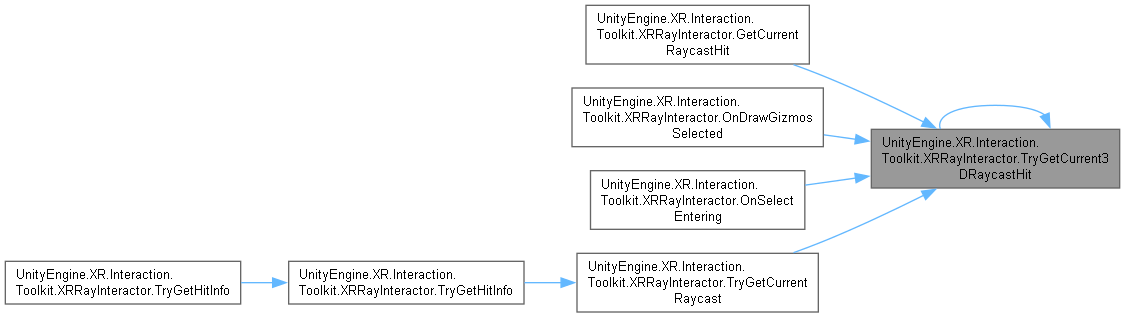 UnityEngine.XR.Interaction.
Toolkit.XRRayInteractor.GetCurrent
RaycastHit
UnityEngine.XR.Interaction.
Toolkit.XRRayInteractor.OnDrawGizmos
Selected
UnityEngine.XR.Interaction.
Toolkit.XRRayInteractor.TryGetCurrent3
DRaycastHit
UnityEngine.XR.Interaction.
Toolkit.XRRayInteractor.OnSelect
Entering
UnityEngine.XR.Interaction.
Toolkit.XRRayInteractor.TryGetHitInfo
UnityEngine.XR.Interaction.
Toolkit.XRRayInteractor.TryGetHitInfo
UnityEngine.XR.Interaction.
Toolkit.XRRayInteractor.TryGetCurrent
Raycast